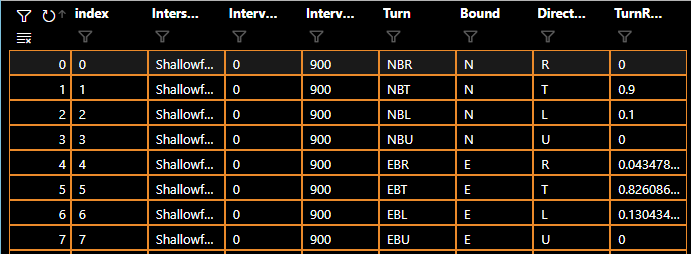 index Inters... Interv... Interv... Turn Bound Direct... TurnR...
0 0 Shallowf... 0 900 NBR N R 0
1 1 Shallowf... 0 900 NBT N T 0.9
2 2 Shallowf... 0 900 NBL N L 0.1
3 3 Shallowf... 0 900 NBU N U 0
4 4 Shallowf... 0 900 EBR E R 0.043478...
5 5 Shallowf... 0 900 EBT E T 0.826086...
6 6 Shallowf... 0 900 EBL E L 0.130434...
7 7 Shallowf... 0 900 EBU E U 0